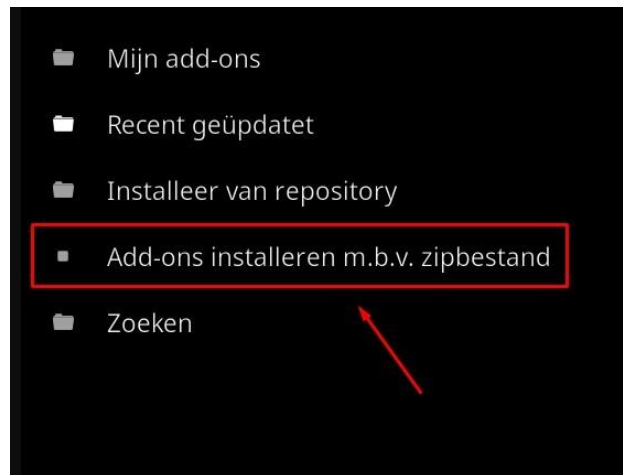 Mijn add-ons
Recent geüpdatet
Installeer van repository
Add-ons installeren m.b.v. zipbestand
Zoeken